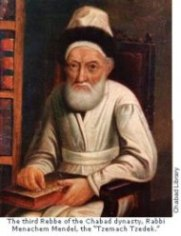 The third Rebbe of the Chabad dynasty, Rabbi
Menachem Mendel, the "Tzemach Tzedek."
Chabad Library